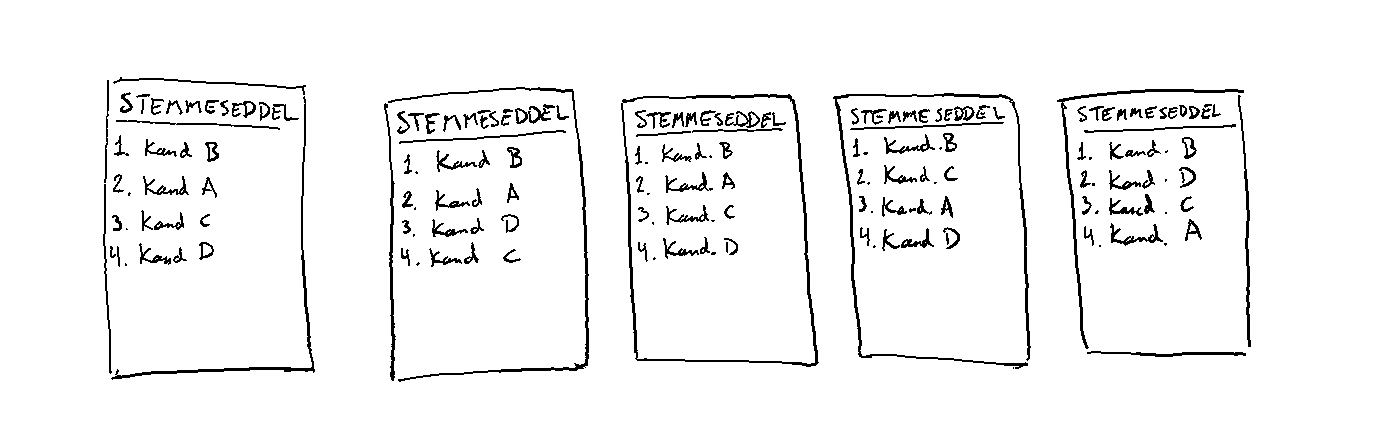 STEMMESEDDEL
1. Kand B
2. Kand A
3. Kand C
4. Kand D
STEMMESEDDEL
1. Kand B
2. Kand A
3. Kand D
4. Kand C
STEMMESEDDEL
1. Kand. B
2. Kand. A
3. Kand. C
4. Kand. D
STEMMESEDDEL
1. Kand. B
2. Kand. C
3. Kand. A
4. Kand D
STEMMESEDDEL
1. Kand. B
2. Kand. D
3. Kand. C
4. Kand. A